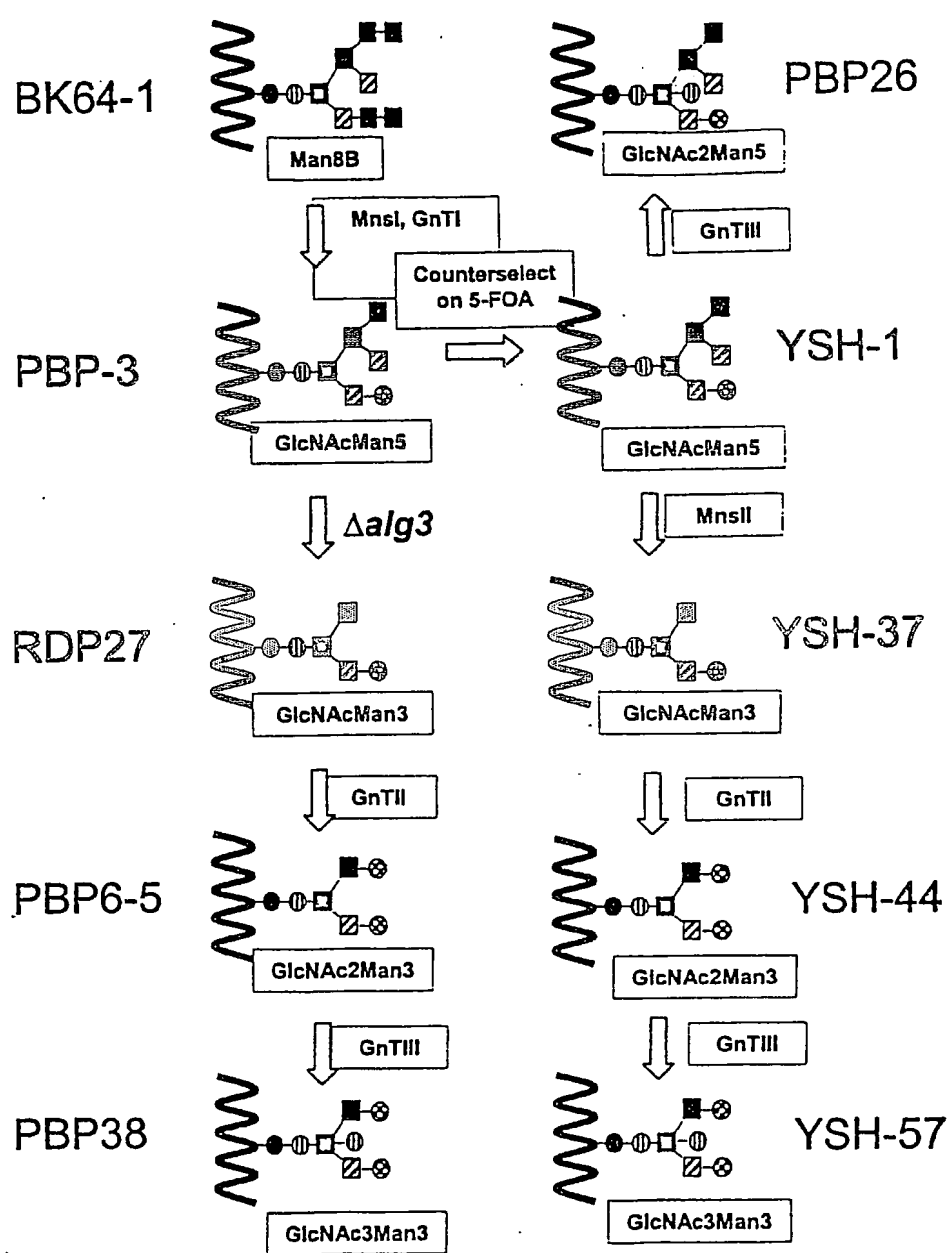 BK64-1
Man8B
PBP26
GlcNAc2Man5
MnsI, GnTI
GnTIII
Counterselect
on 5-FOA
PBP-3
GlcNAcMan5
YSH-1
GlcNAcMan5
Δalg3
MnsII
RDP27
GlcNAcMan3
YSH-37
GlcNAcMan3
GnTII
GnTII
PBP6-5
GlcNAc2Man3
YSH-44
GlcNAc2Man3
GnTIII
GnTIII
PBP38
GlcNAc3Man3
YSH-57
GlcNAc3Man3